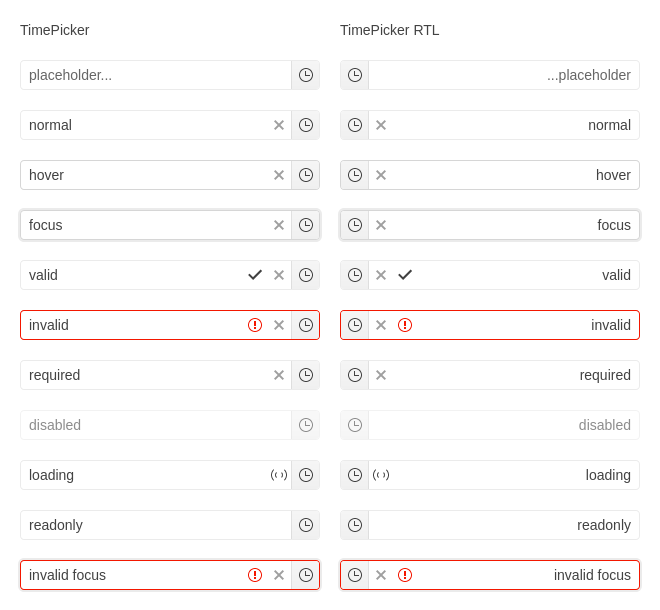 TimePicker
placeholder...
normal
hover
focus
valid
invalid
required
disabled
loading
readonly
invalid focus
TimePicker RTL
...placeholder
normal
hover
focus
valid
invalid
required
disabled
loading
readonly
invalid focus